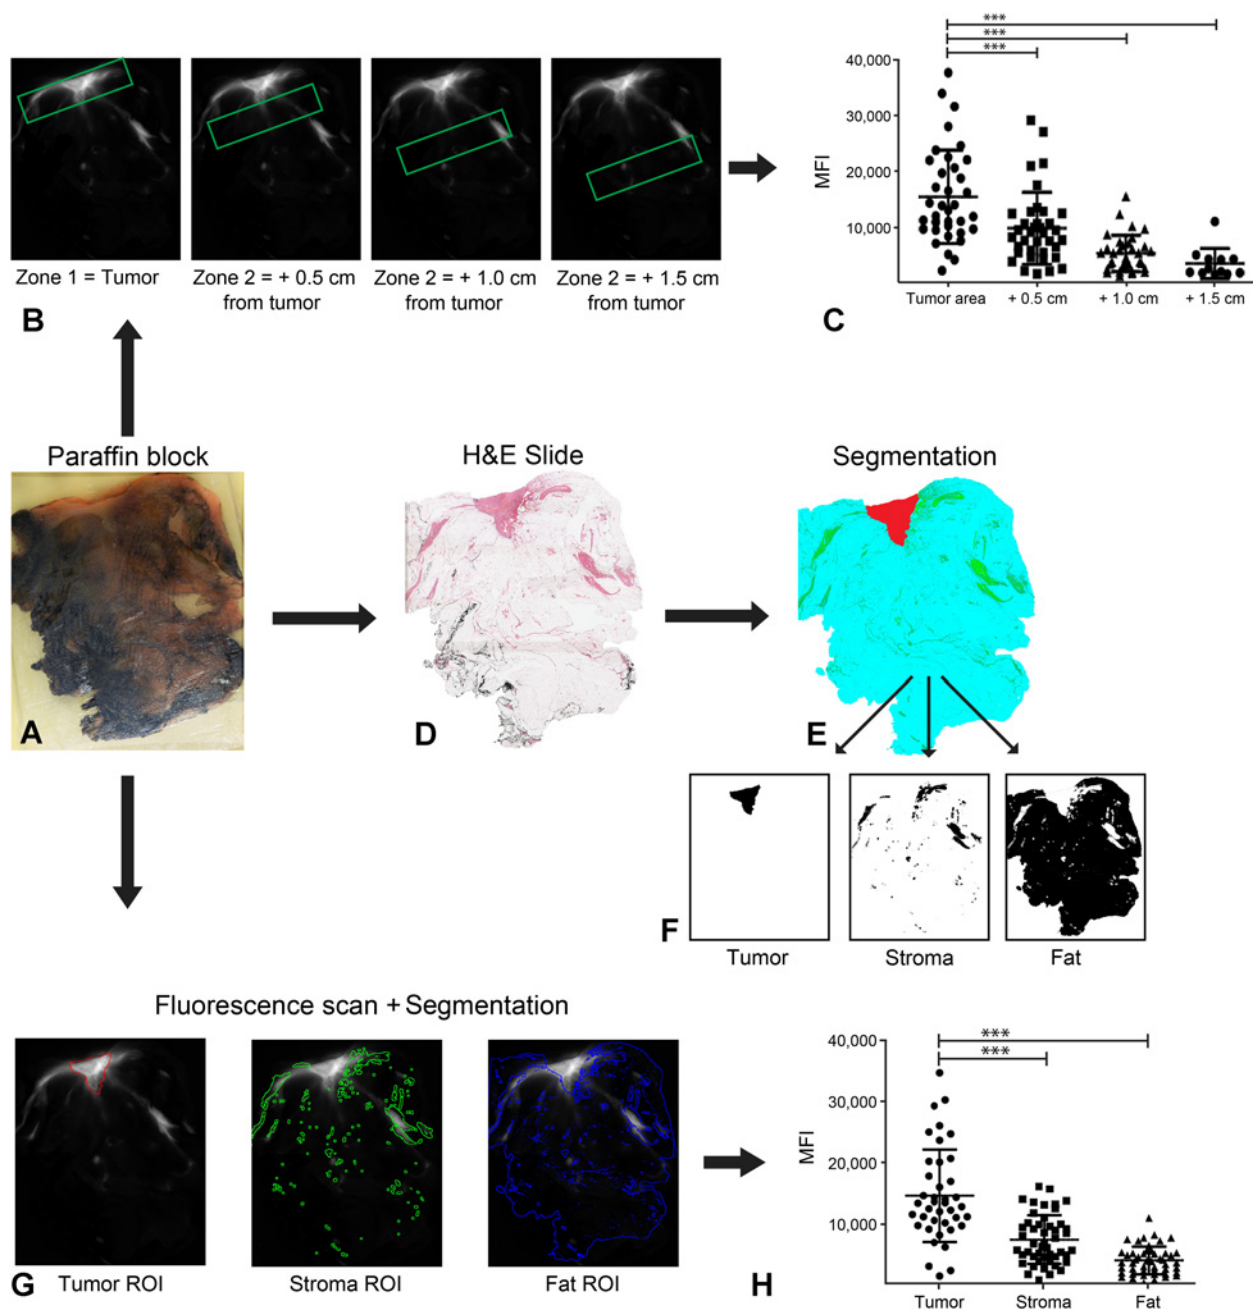 Zone 1 = Tumor
Zone 2 = + 0.5 cm
from tumor
Zone 2 = + 1.0 cm
from tumor
Zone 2 = + 1.5 cm
from tumor
B
***
***
***
40,000
30,000
20,000
10,000
MFI
Tumor area
+ 0.5 cm
+ 1.0 cm
+ 1.5 cm
C
Paraffin block
A
H&E Slide
D
Segmentation
E
F
Tumor
Stroma
Fat
Fluorescence scan + Segmentation
G
Tumor ROI
Stroma ROI
Fat ROI
***
***
40,000
30,000
20,000
10,000
MFI
H
Tumor
Stroma
Fat